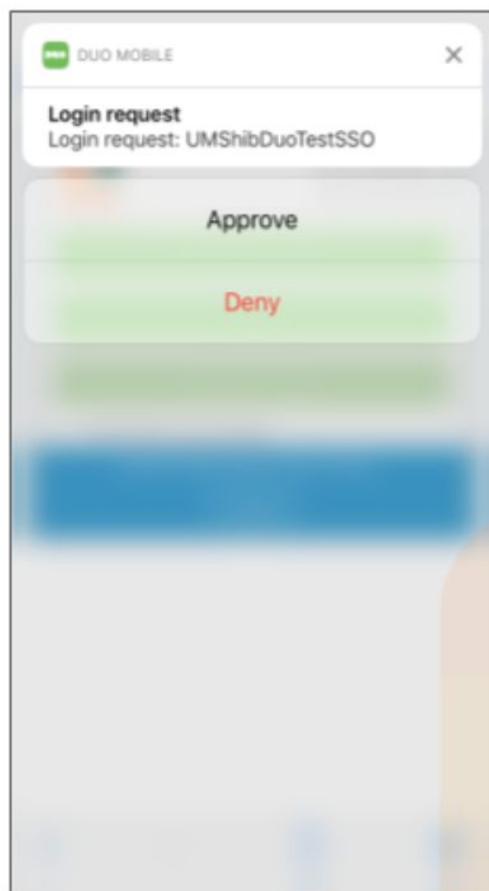 DUO MOBILE
Login request
Login request: UMShibDuoTestSSO
Approve
Deny